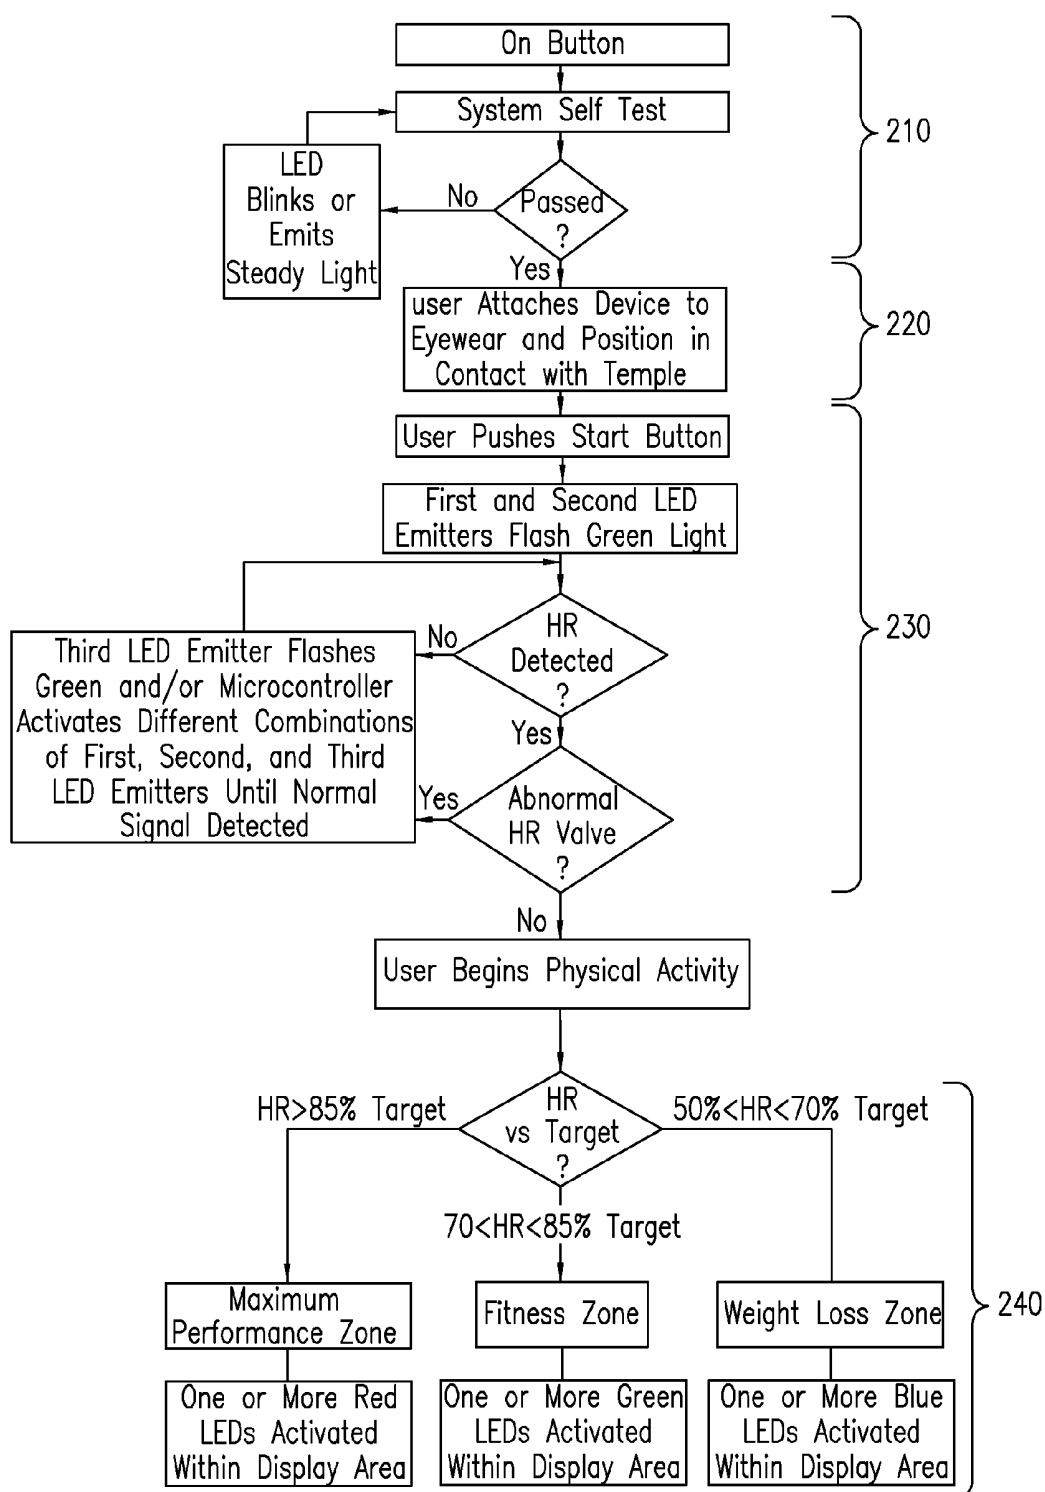 On Button
System Self Test
210
LED
Blinks or
Emits
Steady Light
No
Passed
?
Yes
user Attaches Device to
Eyewear and Position in
Contact with Temple
220
User Pushes Start Button
First and Second LED
Emitters Flash Green Light
230
HR
Detected
?
No
Third LED Emitter Flashes
Green and/or Microcontroller
Activates Different Combinations
of First, Second, and Third
LED Emitters Until Normal
Signal Detected
Yes
Abnormal
HR Valve
?
Yes
No
User Begins Physical Activity
HR
vs Target
?
HR>85% Target
50%<HR<70% Target
70<HR<85% Target
240
Maximum
Performance Zone
Fitness Zone
Weight Loss Zone
One or More Red
LEDs Activated
Within Display Area
One or More Green
LEDs Activated
Within Display Area
One or More Blue
LEDs Activated
Within Display Area